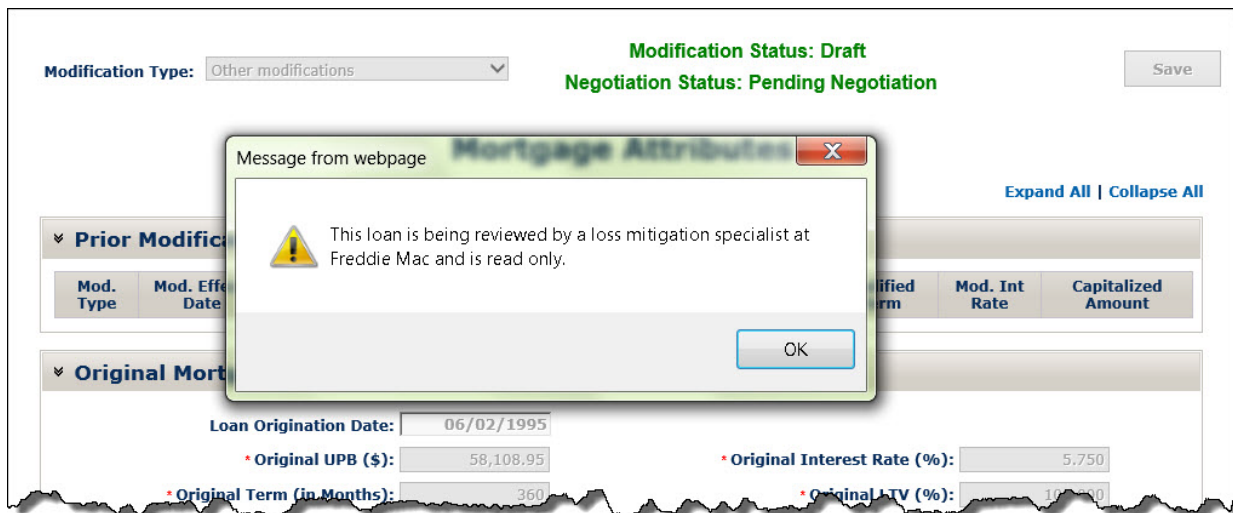 Modification Status: Draft
Modification Type: Other modifications
Save
Negotiation Status: Pending Negotiation
Message from webpage
Mortgage Attributes
X
Expand All | Collapse All
This loan is being reviewed by a loss mitigation specialist at
Freddie Mac and is read only.
Prior Modifica
Mod. Type
Mod. Effe
Date
ified
rm
Mod. Int
Rate
Capitalized
Amount
OK
Original Mort
Loan Origination Date: 06/02/1995
* Original UPB ($): 58,108.95
* Original Interest Rate (%): 5.750
* Original Term (in Months): 360
* Original LTV (%):